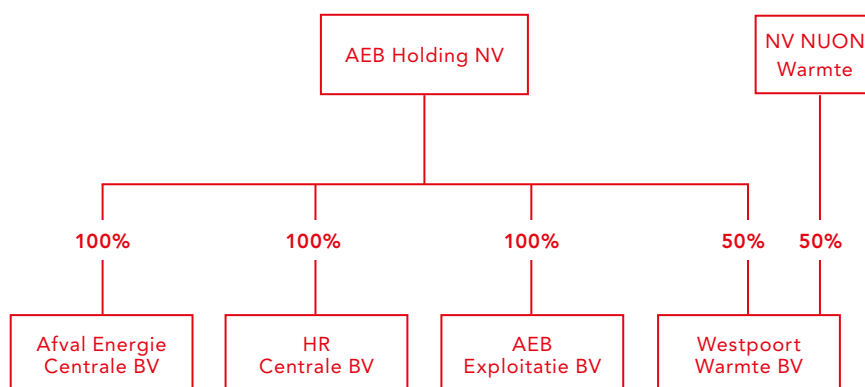 AEB Holding NV
NV NUON
Warmte
100%
100%
100%
50%
50%
Afval Energie
Centrale BV
HR
Centrale BV
AEB
Exploitatie BV
Westpoort
Warmte BV